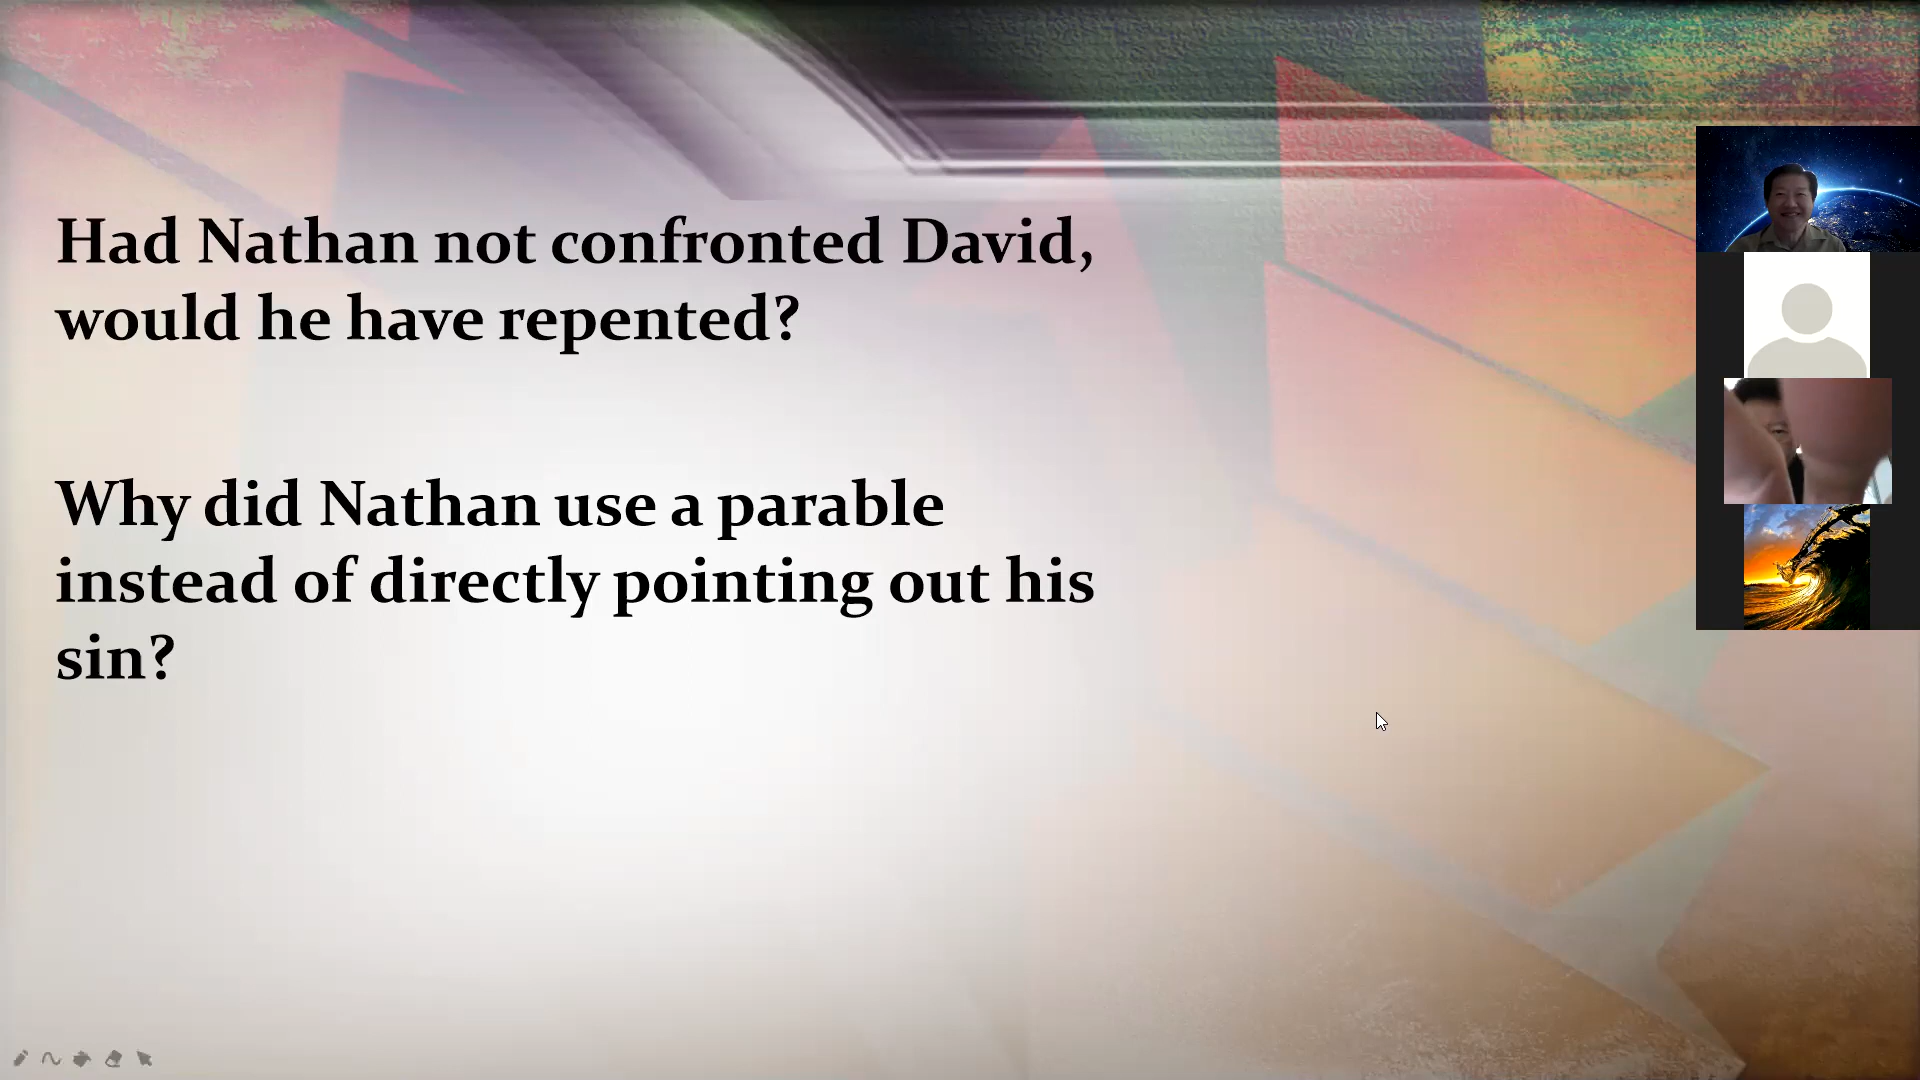 Had Nathan not confronted David,
would he have repented?
Why did Nathan use a parable
instead of directly pointing out his
sin?